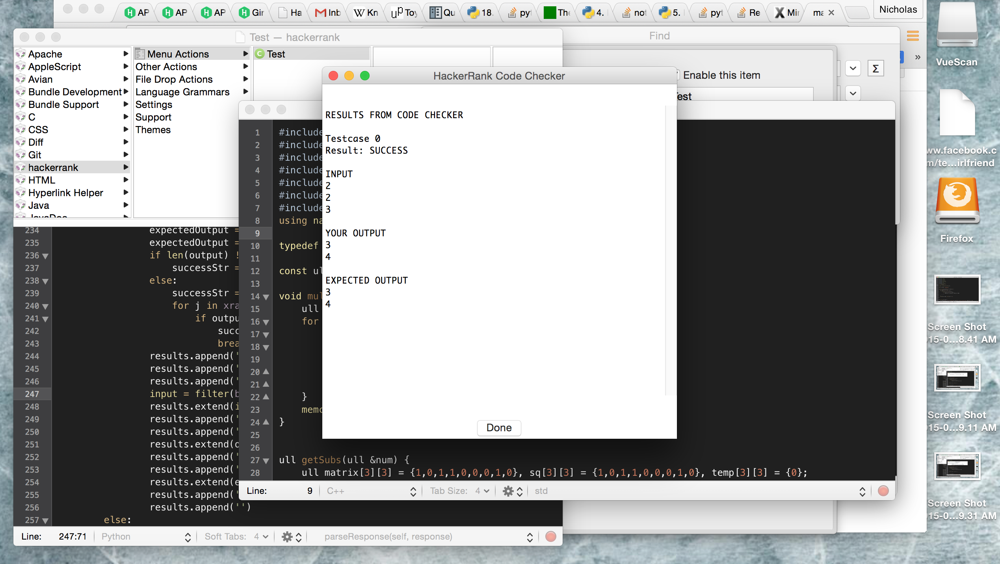 AP
AP
AP
Gir
Ha
Inb
Kn
Toy
Qu
18.
pyt
The
4.
not
5.
pyt
Re
Mir
ma
Nicholas
Test — hackerrank
Find
Apache
AppleScript
Avian
Bundle Development
Bundle Support
C
CSS
Diff
Git
hackerrank
HTML
Hyperlink Helper
Java
JavaDoc
Menu Actions
Other Actions
File Drop Actions
Language Grammars
Settings
Support
Themes
Test
Enable this item
est
Σ
»
HackerRank Code Checker
RESULTS FROM CODE CHECKER
Testcase 0
Result: SUCCESS
INPUT
2
2
3
YOUR OUTPUT
3
4
EXPECTED OUTPUT
3
4
Done
234 expectedOutput =
235 expectedOutput =
236 if len(output) !
237 successStr =
238 else:
239 successStr =
240 for j in xra
241 if outpu
242 succ
243 brea
244 results.append('
245 results.append('
246 results.append('
247 input = filter(b
248 results.extend(i
249 results.append('
250 results.append('
251 results.extend(o
252 results.append('
253 results.append('
254 results.extend(e
255 results.append('
256 results.append('')
257 else:
Line: 247:71 Python Soft Tabs: 4 parseResponse(self, response)
1 #include
2 #include
3 #include
4 #include
5 #include
6 #include
7 #include
8 using na
9
10 typedef
11
12 const ul
13
14 void mul
15 ull
16 for
17
18
19
20
21
22 }
23 memc
24 }
25
26
27 ull getSubs(ull &num) {
28 ull matrix[3][3] = {1,0,1,1,0,0,0,1,0}, sq[3][3] = {1,0,1,1,0,0,0,1,0}, temp[3][3] = {0};
Line: 9 C++ Tab Size: 4 std
VueScan
ww.facebook.c
m/te...irlfriend
Firefox
Screen Shot
15-0...8.41 AM
Screen Shot
15-0...9.11 AM
Screen Shot
15-0...9.31 AM